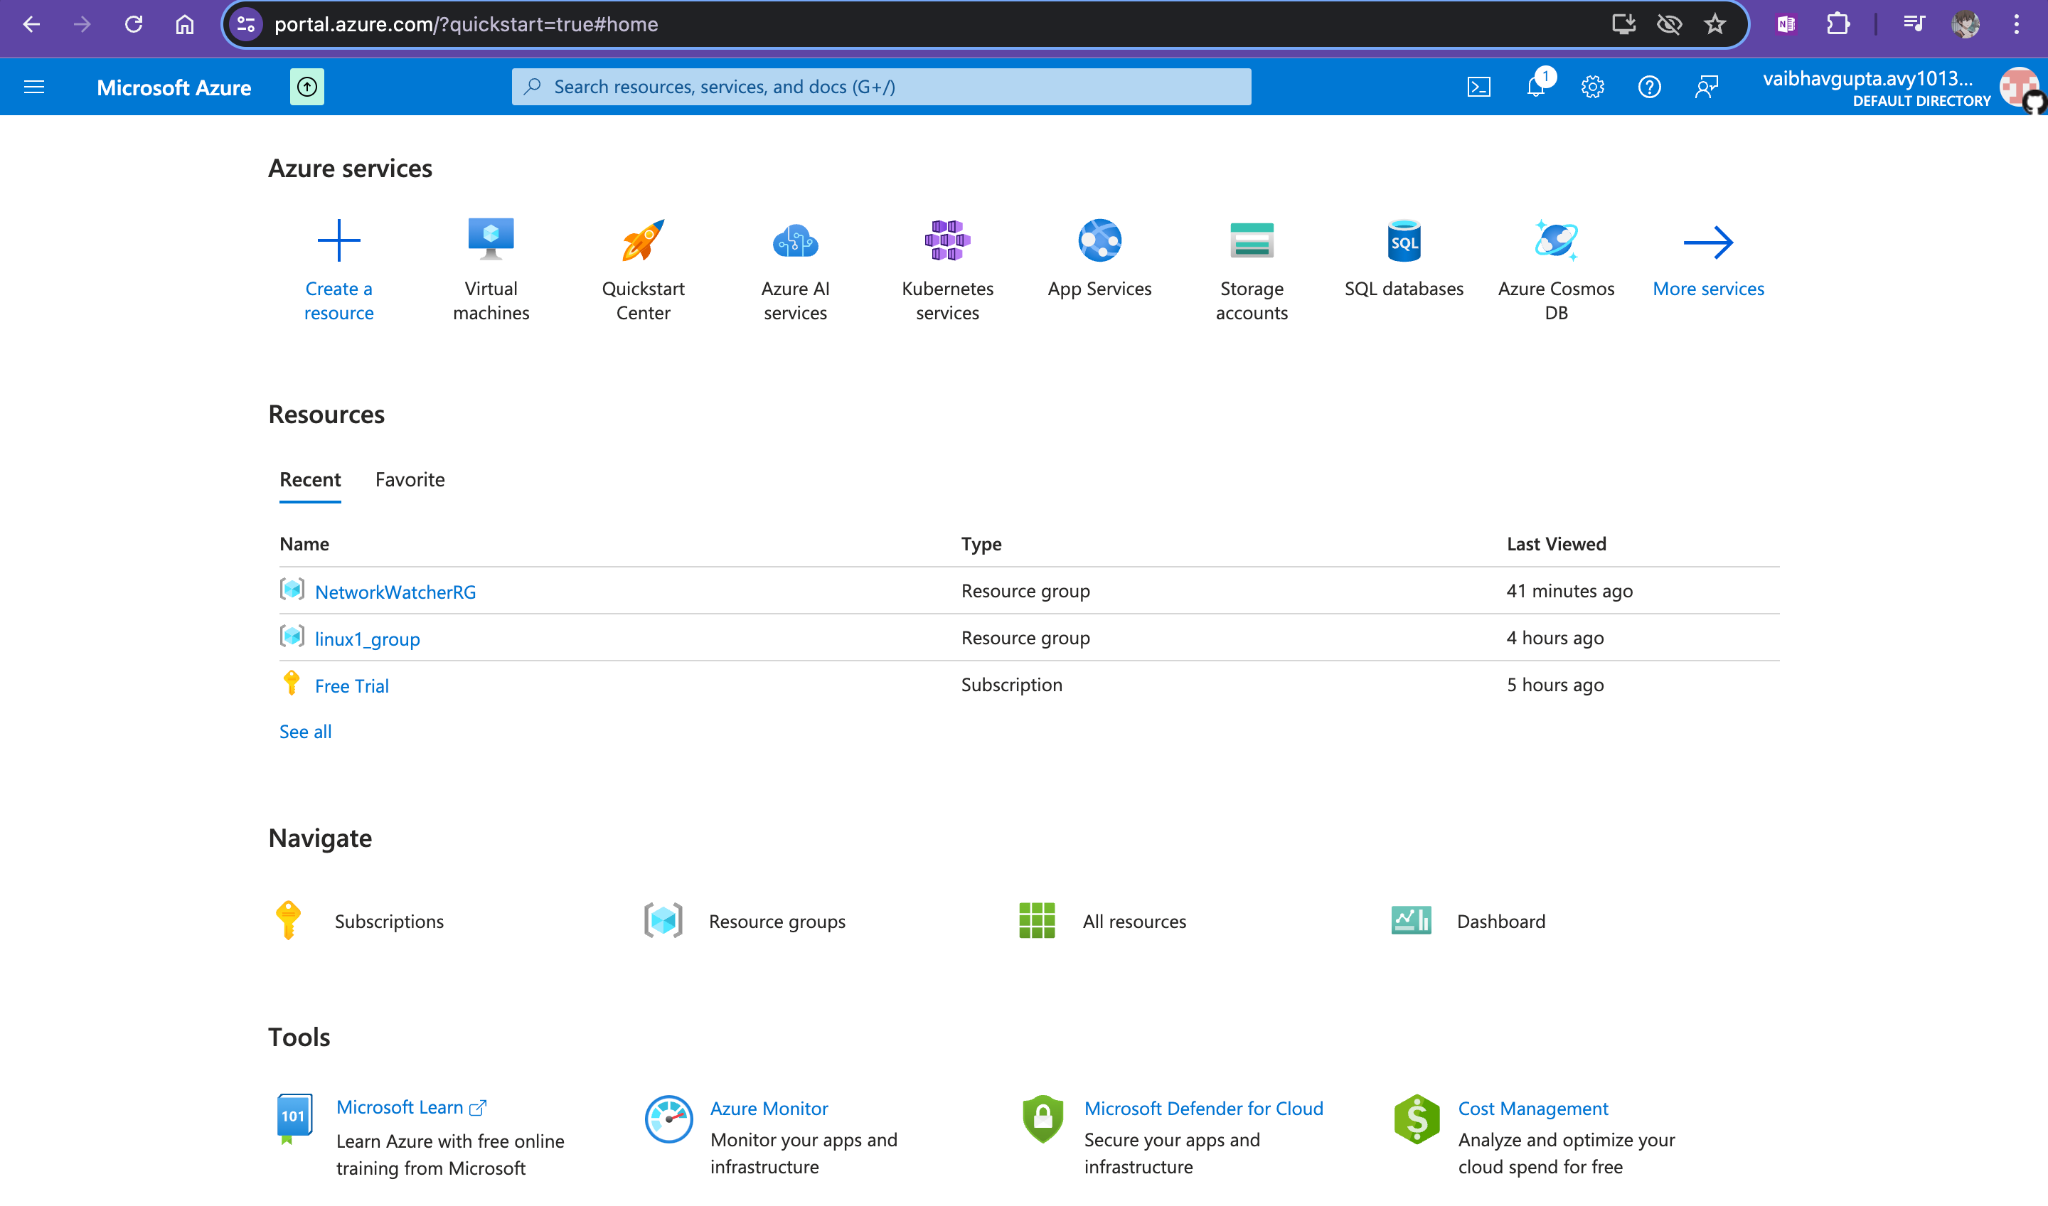 portal.azure.com/?quickstart=true#home
N
Microsoft Azure
Search resources, services, and docs (G+/)
1
vaibhavgupta.avy1013...
DEFAULT DIRECTORY
Azure services
Create a resource
Virtual machines
Quickstart Center
Azure AI services
Kubernetes services
App Services
Storage accounts
SQL
SQL databases
Azure Cosmos DB
More services
Resources
Recent Favorite
Name Type Last Viewed
NetworkWatcherRG Resource group 41 minutes ago
linux1_group Resource group 4 hours ago
Free Trial Subscription 5 hours ago
See all
Navigate
Subscriptions Resource groups All resources Dashboard
Tools
101
Microsoft Learn
Learn Azure with free online
training from Microsoft
Azure Monitor
Monitor your apps and
infrastructure
Microsoft Defender for Cloud
Secure your apps and
infrastructure
$
Cost Management
Analyze and optimize your
cloud spend for free